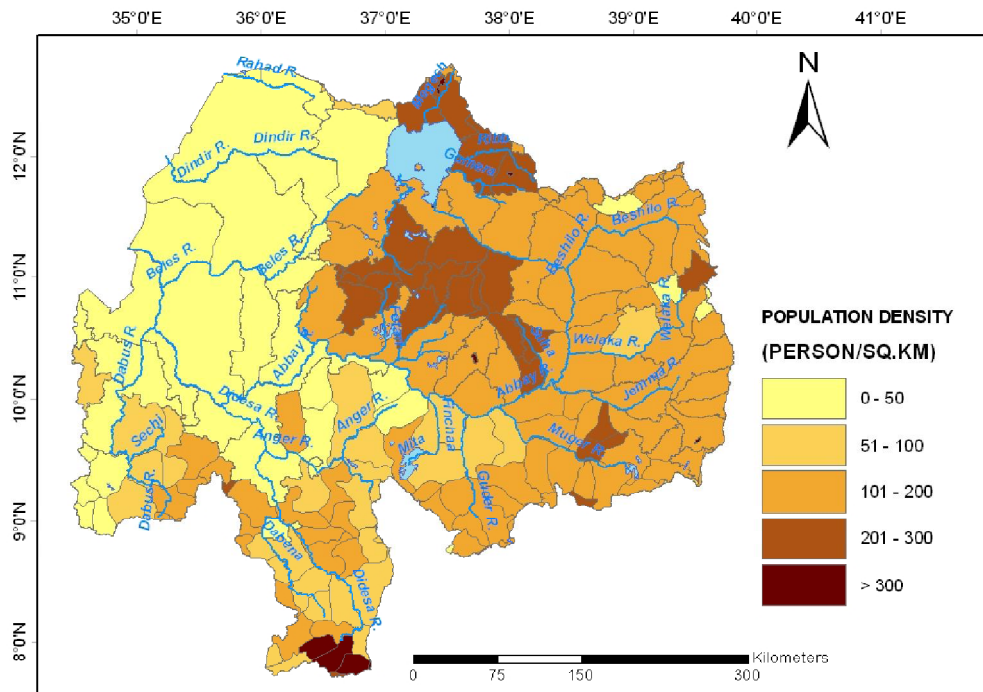 35°0'E 36°0'E 37°0'E 38°0'E 39°0'E 40°0'E 41°0'E
12°0'N
11°0'N
10°0'N
9°0'N
8°0'N
N
Rahad R.
Dindir R.
Dindir R.
Beshilo R.
Beshilo R.
Beles R.
Beles R.
Welaka R.
Welaka R.
Dabus R.
Abbay R.
Abbay R.
Jemma R.
Didesa R.
Anger R.
Anger R.
Sechi
Mita
Muger R.
Guder R.
Dabus R.
Dabana
Didesa R.
POPULATION DENSITY
(PERSON/SQ.KM)
0 - 50
51 - 100
101 - 200
201 - 300
> 300
Kilometers
0 75 150 300